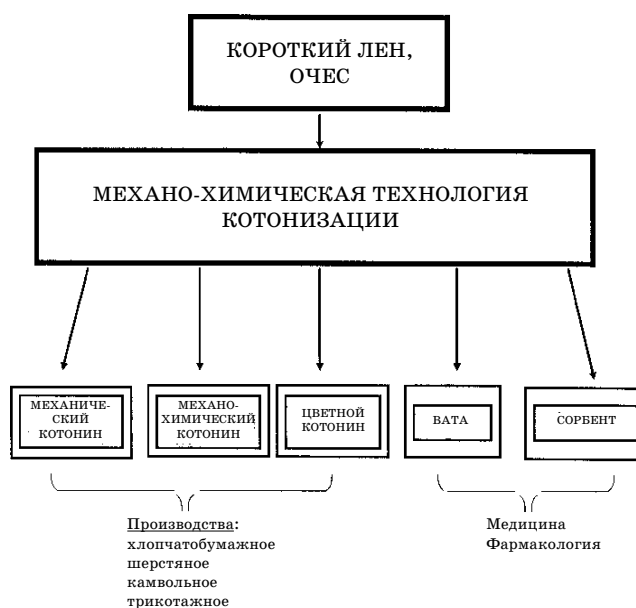 КОРОТКИЙ ЛЕН,
ОЧЕС
МЕХАНО-ХИМИЧЕСКАЯ ТЕХНОЛОГИЯ
КОТОНИЗАЦИИ
МЕХАНИЧЕ-
СКИЙ
КОТОНИН
МЕХАНО-
ХИМИЧЕСКИЙ
КОТОНИН
ЦВЕТНОЙ
КОТОНИН
ВАТА
СОРБЕНТ
Производства:
хлопчатобумажное
шерстяное
камвольное
трикотажное
Медицина
Фармакология